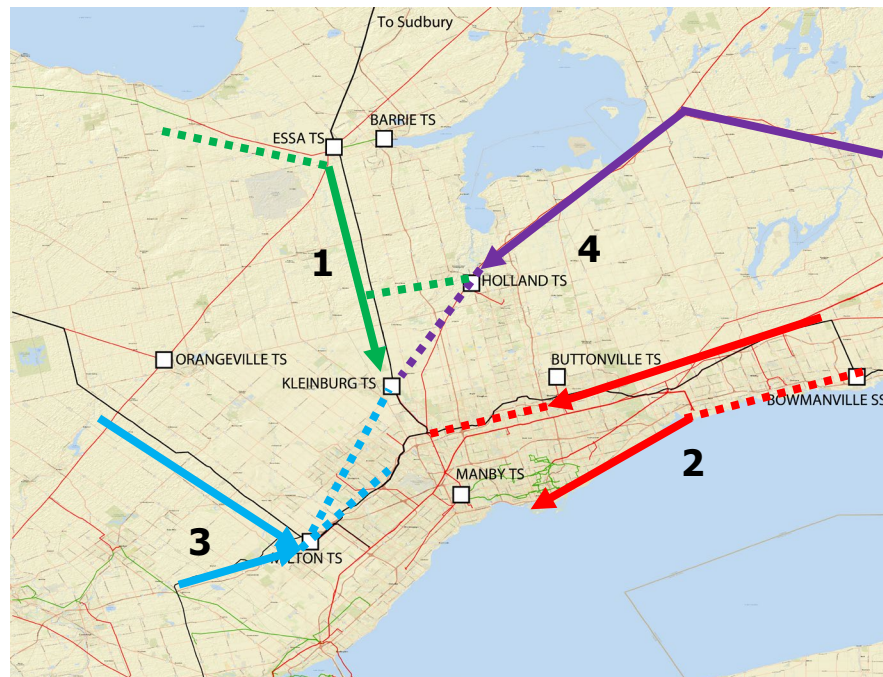 To Sudbury
BARRIE TS
ESSA TS
1
4
HOLLAND TS
ORANGEVILLE TS
BUTTONVILLE TS
KLEINBURG TS
BOWMANVILLE SS
MANBY TS
2
3
MILTON TS